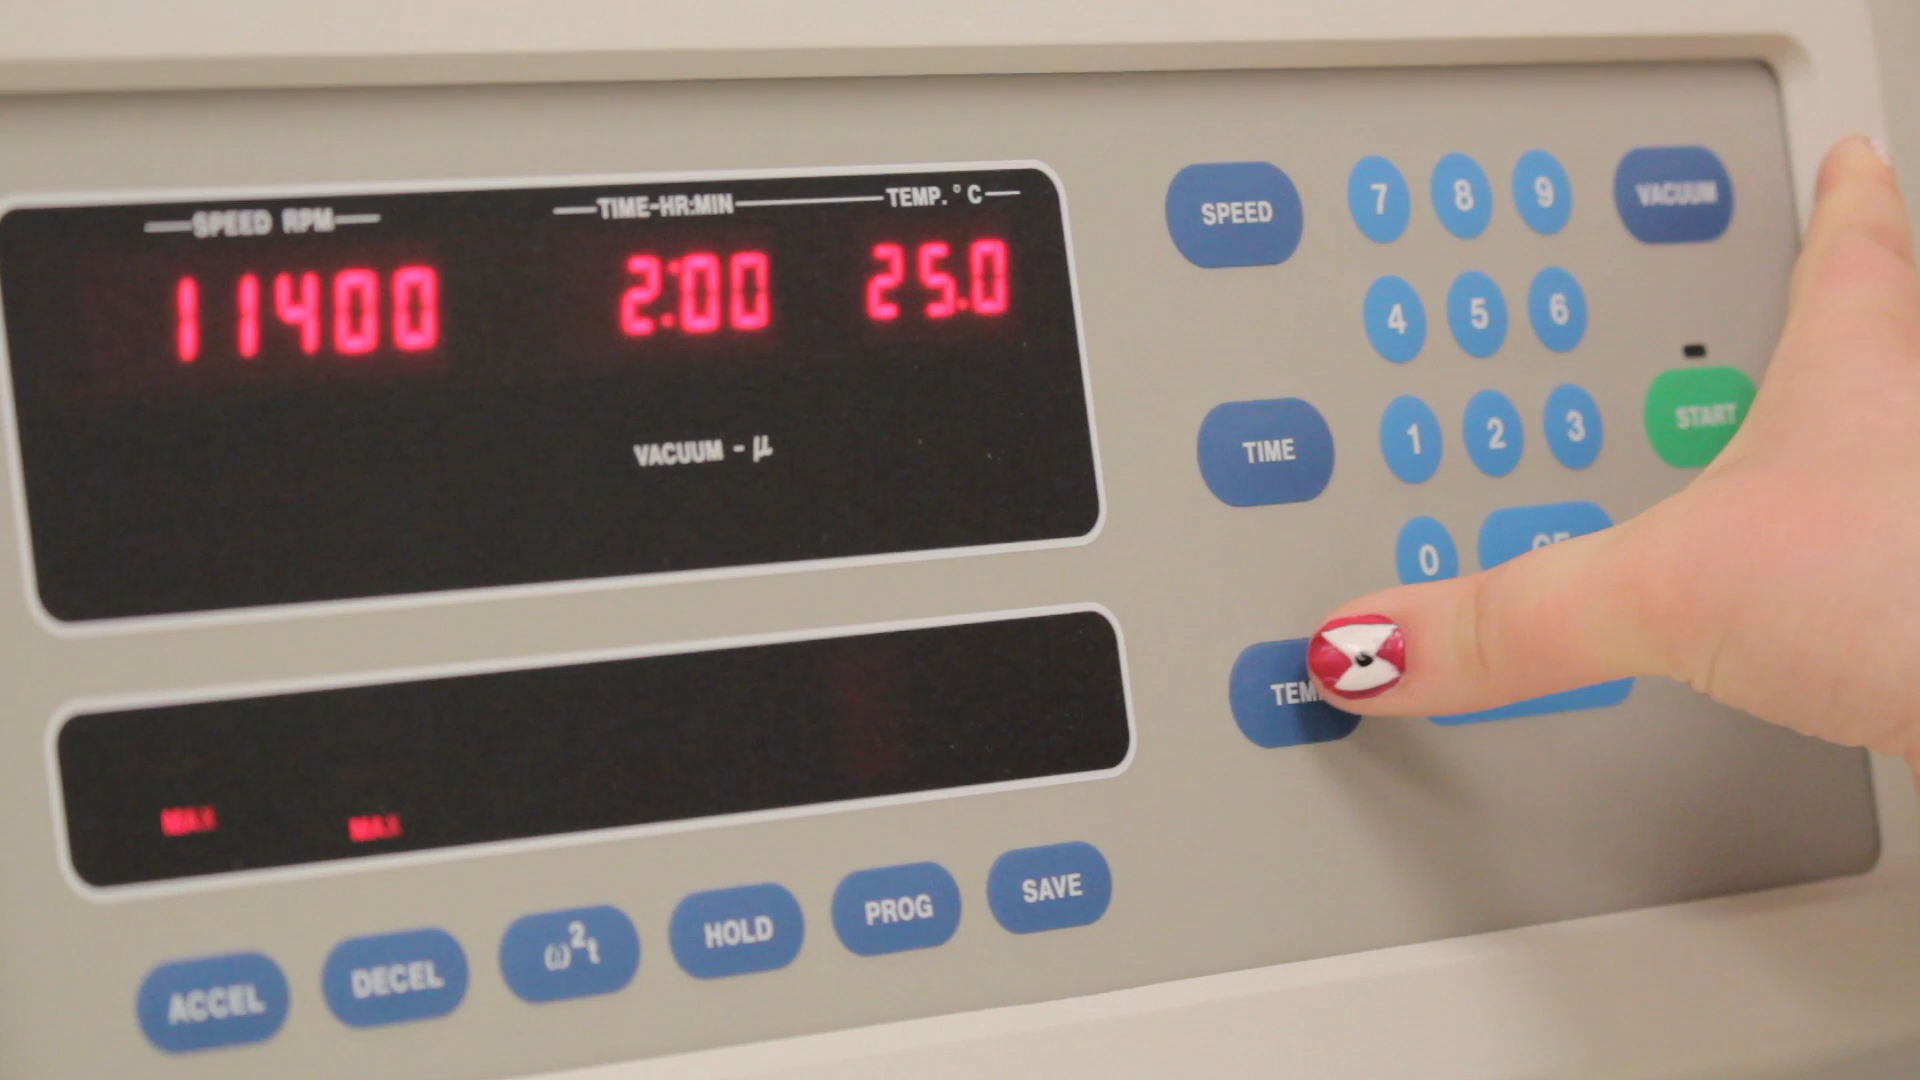 SPEED RPM TIME-HR:MIN TEMP.°C
11400 2:00 25.0
VACUUM - μ
MAX MAX
ACCEL DECEL ω²t HOLD PROG SAVE
SPEED 7 8 9 VACUUM
4 5 6
TIME 1 2 3 START
0